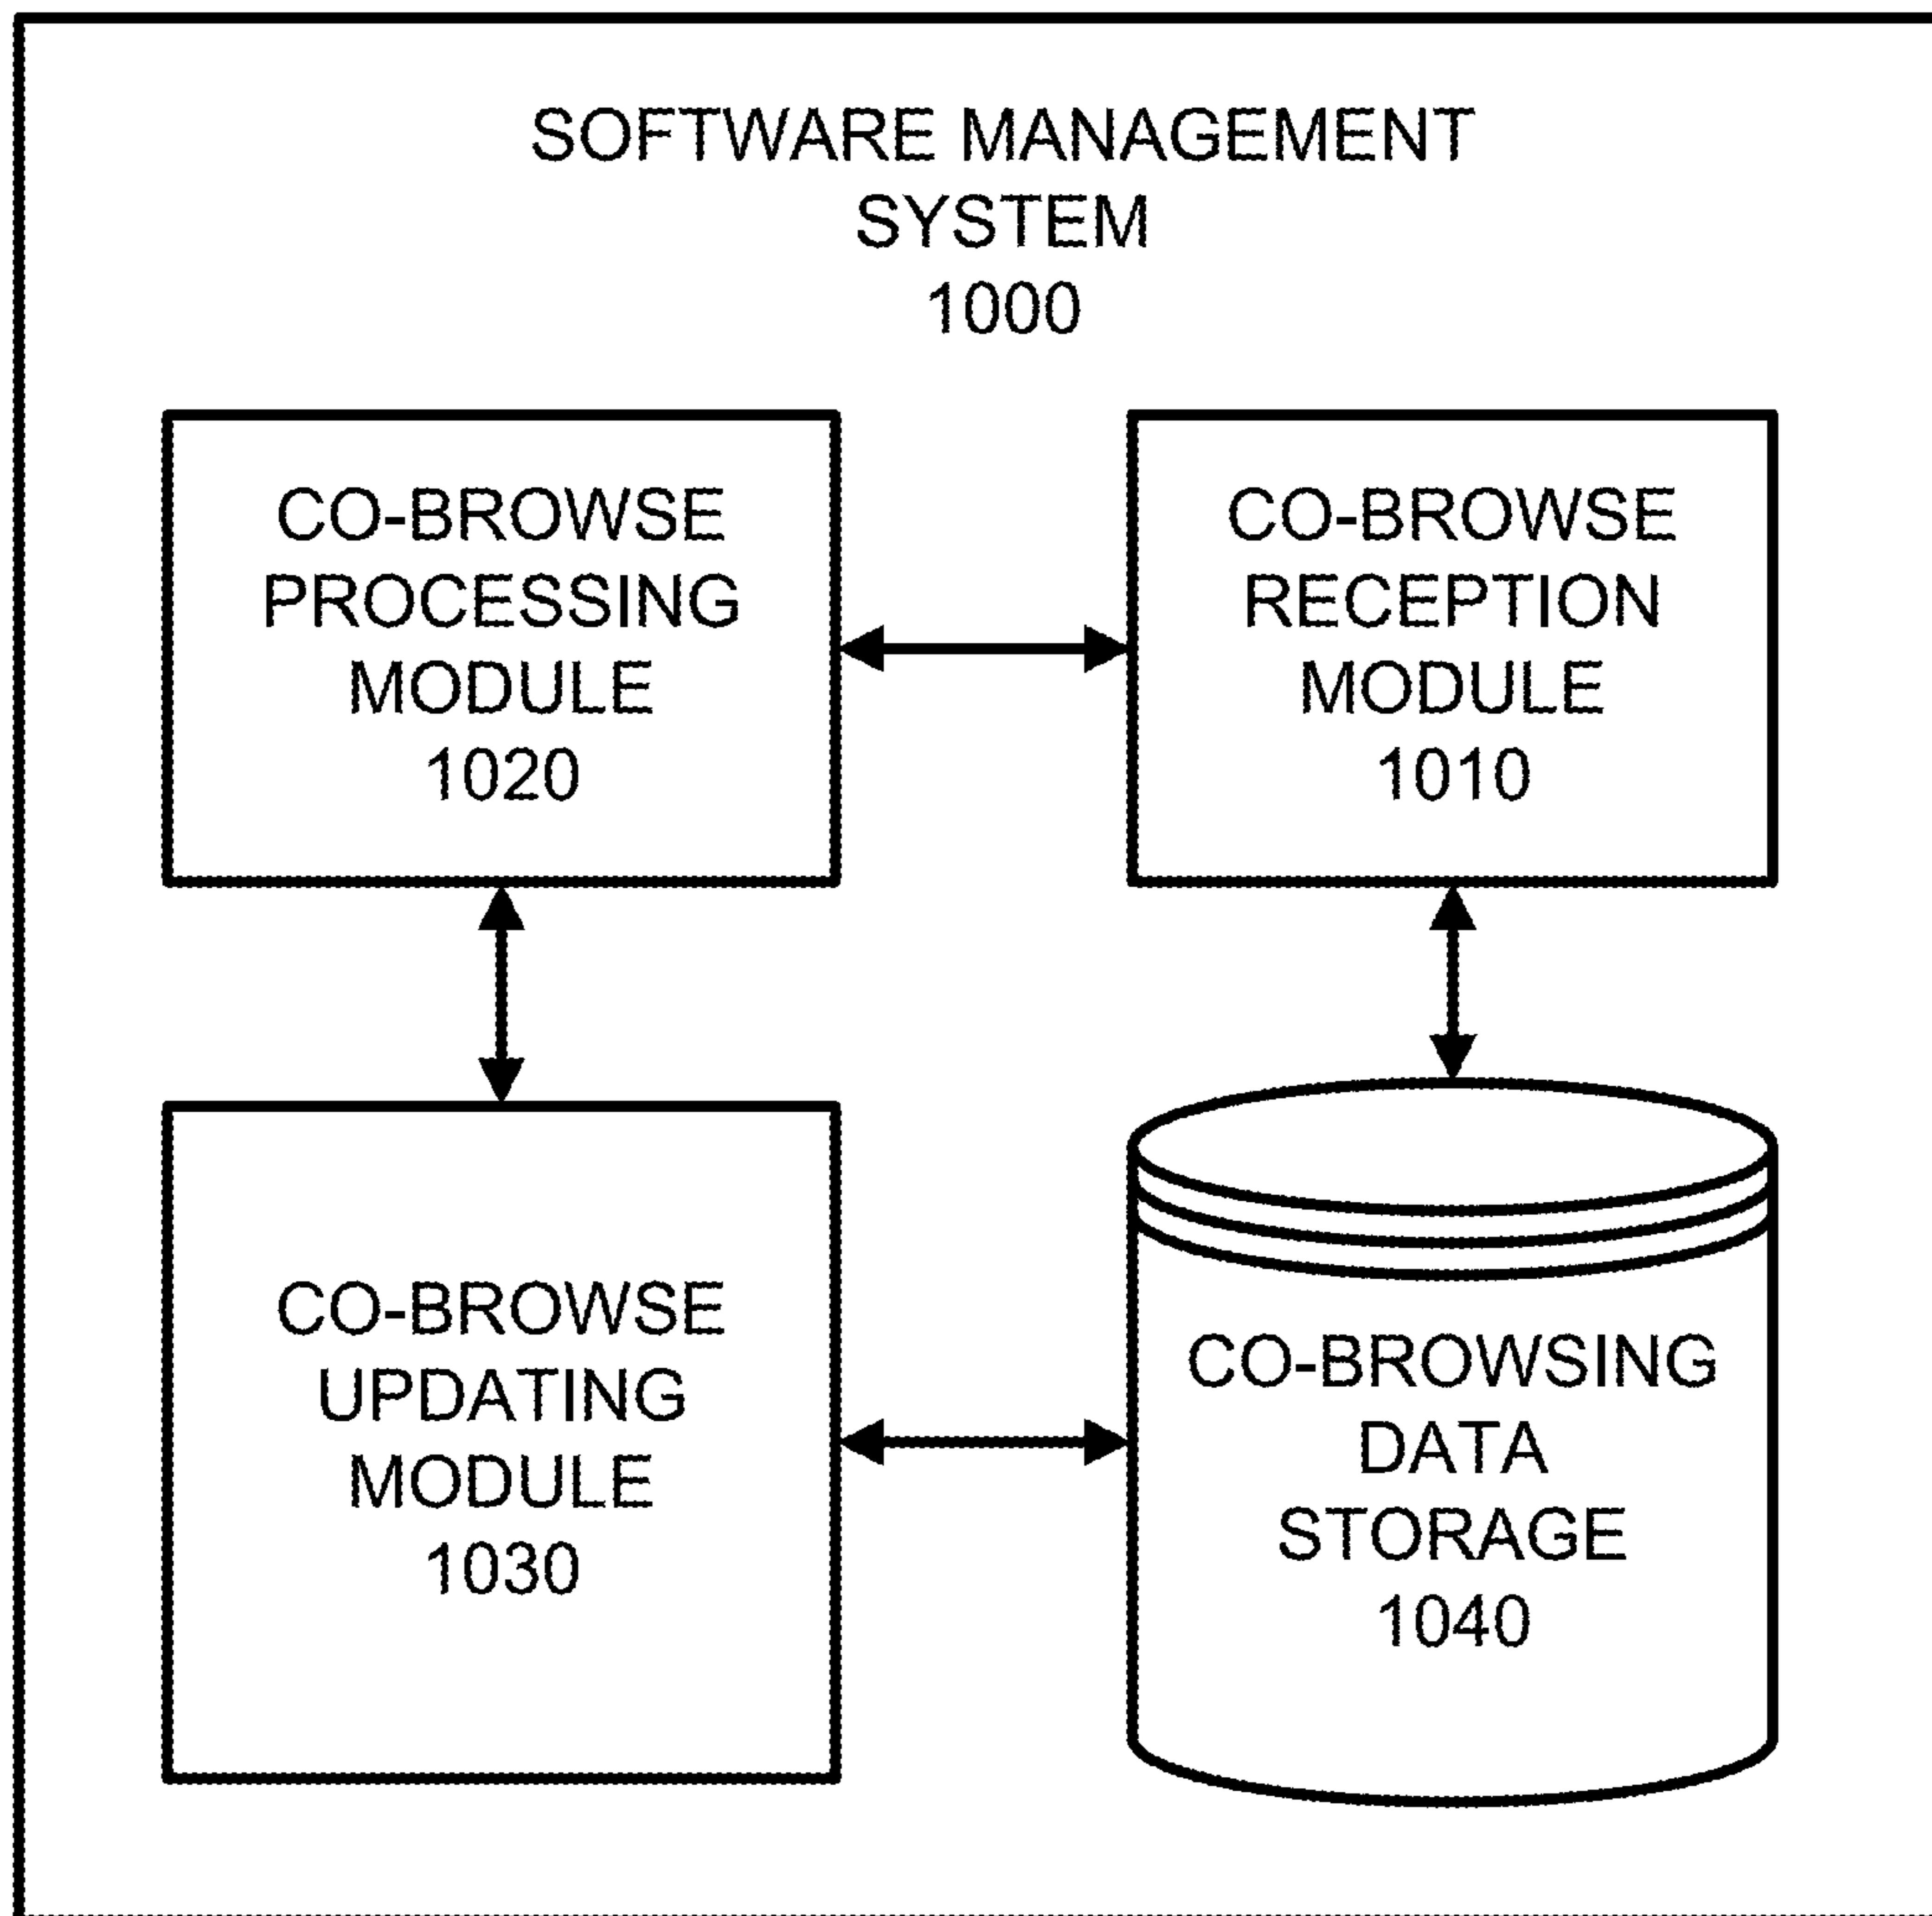 SOFTWARE MANAGEMENT
SYSTEM
1000
CO-BROWSE
PROCESSING
MODULE
1020
CO-BROWSE
RECEPTION
MODULE
1010
CO-BROWSE
UPDATING
MODULE
1030
CO-BROWSING
DATA
STORAGE
1040